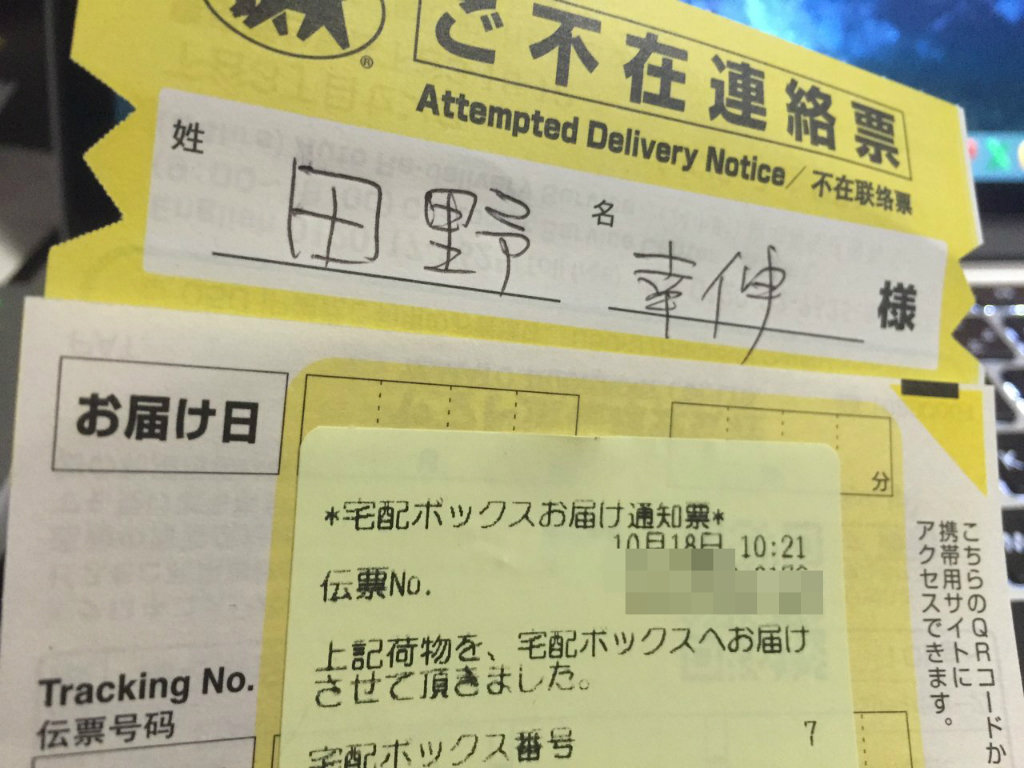 ご不在連絡票
Attempted Delivery Notice/不在联络票
姓 田野 名 幸伸 様
お届け日
分
*宅配ボックスお届け通知票*
10月18日 10:21
伝票No.
上記荷物を、宅配ボックスへお届け
させて頂きました。
宅配ボックス番号 7
Tracking No.
伝票号码
こちらのQRコードか
携帯用サイトに
アクセスできます。